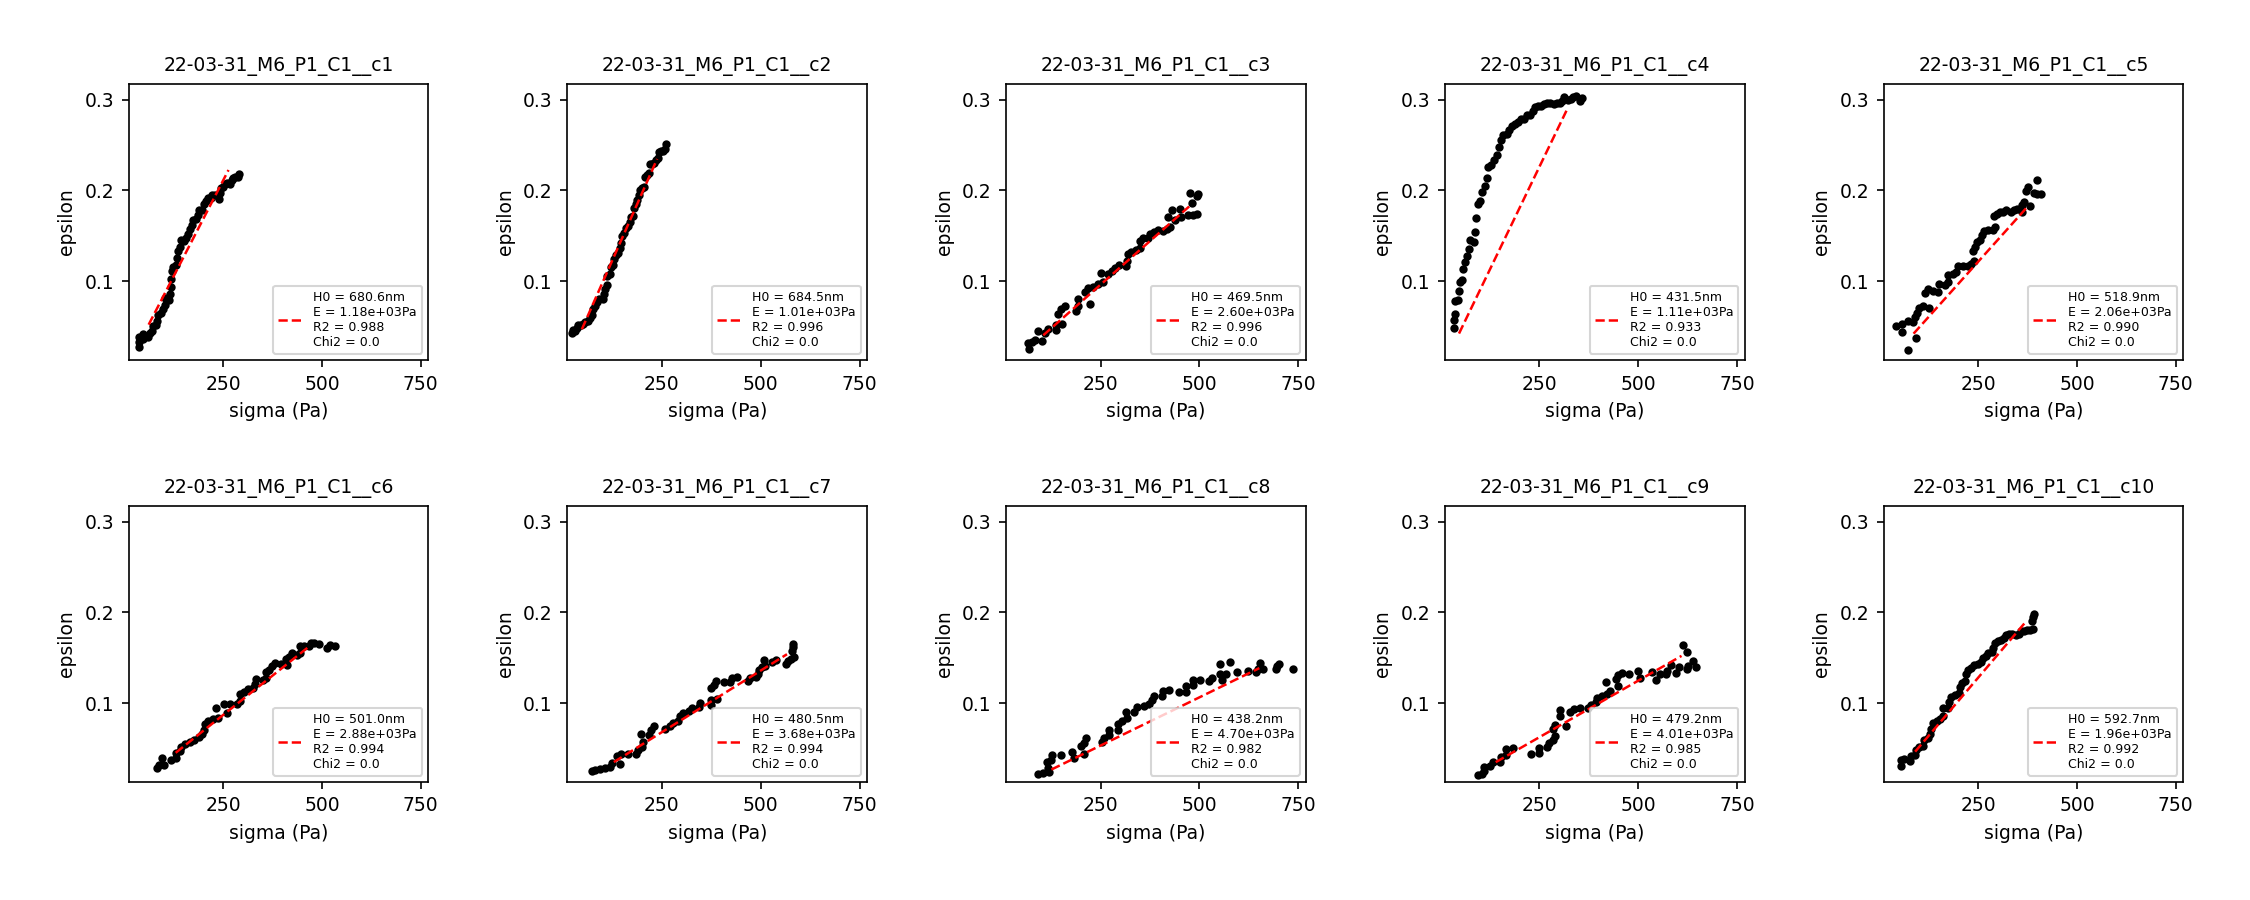 22-03-31_M6_P1_C1__c1
0.3
0.2
0.1
epsilon
250
500
750
sigma (Pa)
H0 = 680.6nm
E = 1.18e+03Pa
R2 = 0.988
Chi2 = 0.0
22-03-31_M6_P1_C1__c2
0.3
0.2
0.1
epsilon
250
500
750
sigma (Pa)
H0 = 684.5nm
E = 1.01e+03Pa
R2 = 0.996
Chi2 = 0.0
22-03-31_M6_P1_C1__c3
0.3
0.2
0.1
epsilon
250
500
750
sigma (Pa)
H0 = 469.5nm
E = 2.60e+03Pa
R2 = 0.996
Chi2 = 0.0
22-03-31_M6_P1_C1__c4
0.3
0.2
0.1
epsilon
250
500
750
sigma (Pa)
H0 = 431.5nm
E = 1.11e+03Pa
R2 = 0.933
Chi2 = 0.0
22-03-31_M6_P1_C1__c5
0.3
0.2
0.1
epsilon
250
500
750
sigma (Pa)
H0 = 518.9nm
E = 2.06e+03Pa
R2 = 0.990
Chi2 = 0.0
22-03-31_M6_P1_C1__c6
0.3
0.2
0.1
epsilon
250
500
750
sigma (Pa)
H0 = 501.0nm
E = 2.88e+03Pa
R2 = 0.994
Chi2 = 0.0
22-03-31_M6_P1_C1__c7
0.3
0.2
0.1
epsilon
250
500
750
sigma (Pa)
H0 = 480.5nm
E = 3.68e+03Pa
R2 = 0.994
Chi2 = 0.0
22-03-31_M6_P1_C1__c8
0.3
0.2
0.1
epsilon
250
500
750
sigma (Pa)
H0 = 438.2nm
E = 4.70e+03Pa
R2 = 0.982
Chi2 = 0.0
22-03-31_M6_P1_C1__c9
0.3
0.2
0.1
epsilon
250
500
750
sigma (Pa)
H0 = 479.2nm
E = 4.01e+03Pa
R2 = 0.985
Chi2 = 0.0
22-03-31_M6_P1_C1__c10
0.3
0.2
0.1
epsilon
250
500
750
sigma (Pa)
H0 = 592.7nm
E = 1.96e+03Pa
R2 = 0.992
Chi2 = 0.0